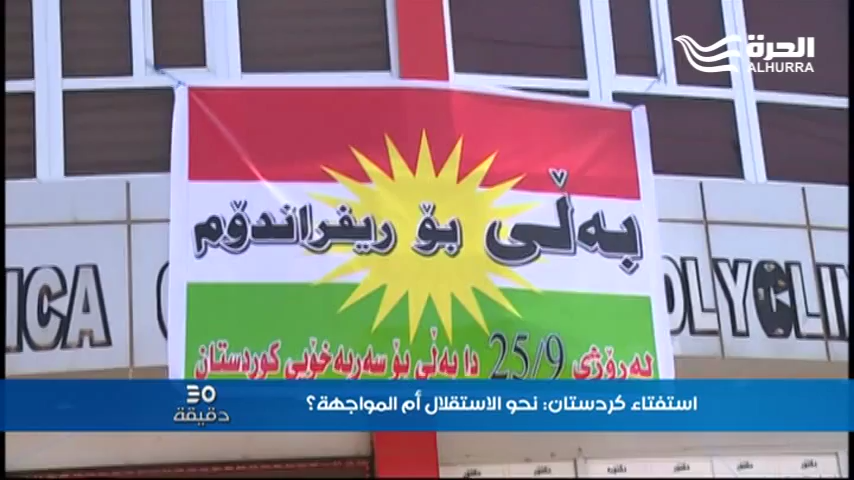 الحرة
ALHURRA
بەڵێ بۆ ریفراندۆم
ICA
OLYCLIN
لەڕۆژی 25/9 دا بەڵێ بۆ سەربەخۆیی کوردستان
استفتاء كردستان: نحو الاستقلال أم المواجهة؟
30
دقيقة